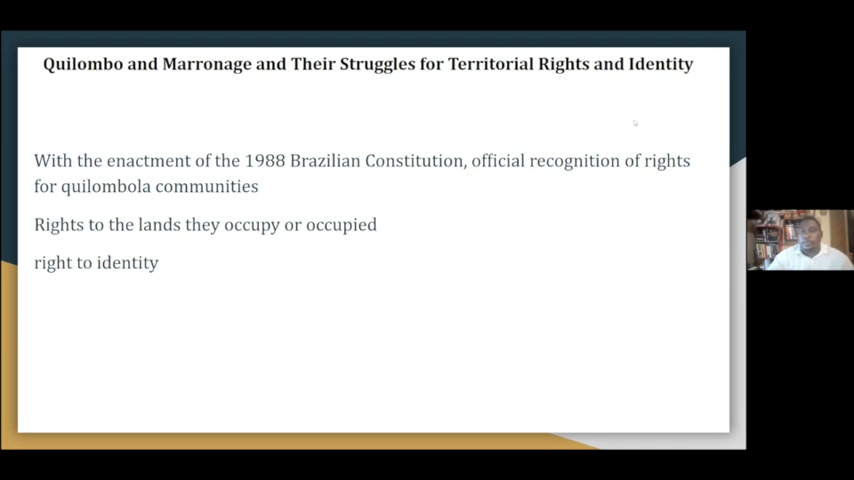 Quilombo and Marronage and Their Struggles for Territorial Rights and Identity
With the enactment of the 1988 Brazilian Constitution, official recognition of rights
for quilombola communities
Rights to the lands they occupy or occupied
right to identity